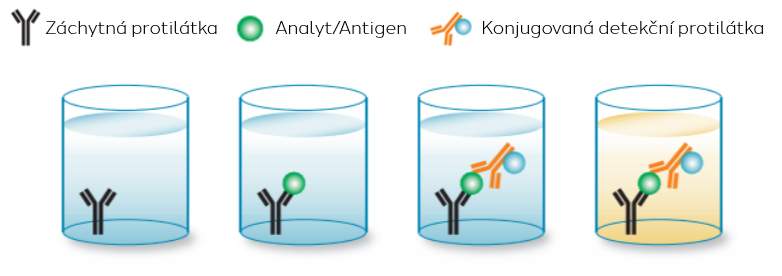 Záchytná protilátka Analyt/Antigen Konjugovaná detekční protilátka